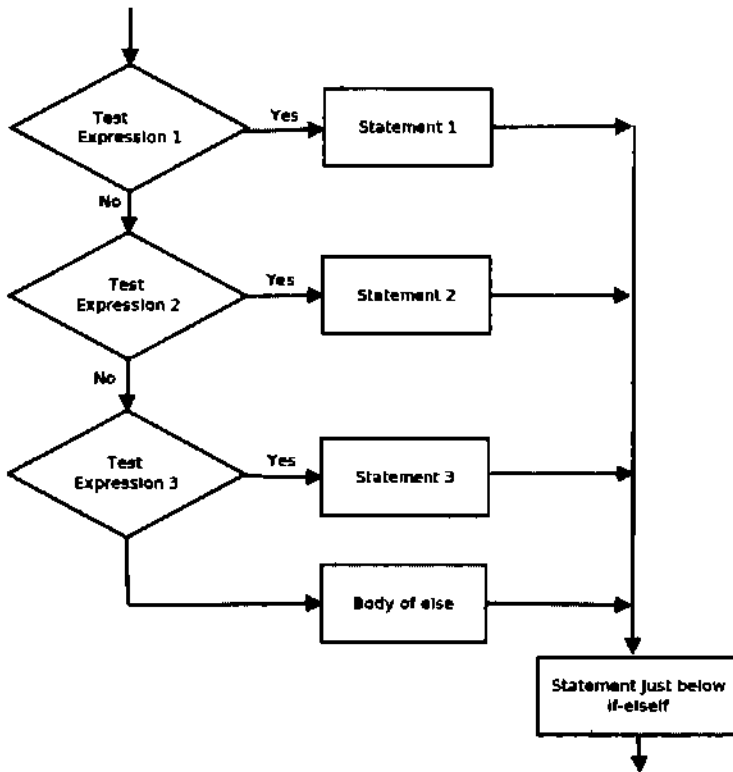 Test
Expression 1
Yes
Statement 1
No
Test
Expression 2
Yes
Statement 2
No
Test
Expression 3
Yes
Statement 3
Body of else
Statement just below
if-elseif